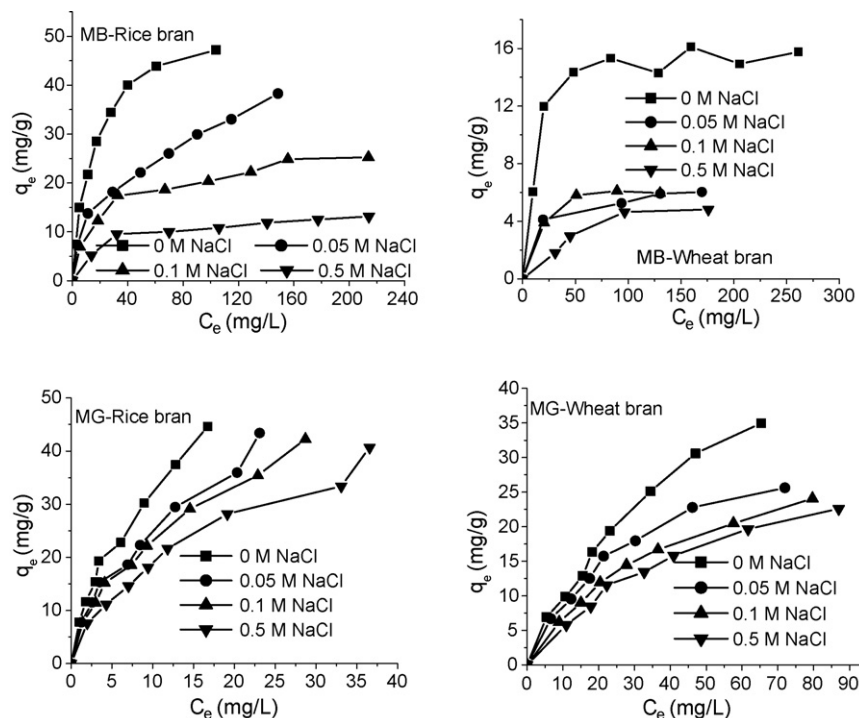 MB-Rice bran
50
40
30
20
10
0
qe (mg/g)
0 M NaCl
0.05 M NaCl
0.1 M NaCl
0.5 M NaCl
0 40 80 120 160 200 240
Ce (mg/L)
20
16
12
8
4
0
qe (mg/g)
0 M NaCl
0.05 M NaCl
0.1 M NaCl
0.5 M NaCl
MB-Wheat bran
0 50 100 150 200 250 300
Ce (mg/L)
MG-Rice bran
50
40
30
20
10
0
qe (mg/g)
0 M NaCl
0.05 M NaCl
0.1 M NaCl
0.5 M NaCl
0 5 10 15 20 25 30 35 40
Ce (mg/L)
MG-Wheat bran
40
35
30
25
20
15
10
5
0
qe (mg/g)
0 M NaCl
0.05 M NaCl
0.1 M NaCl
0.5 M NaCl
0 10 20 30 40 50 60 70 80 90
Ce (mg/L)